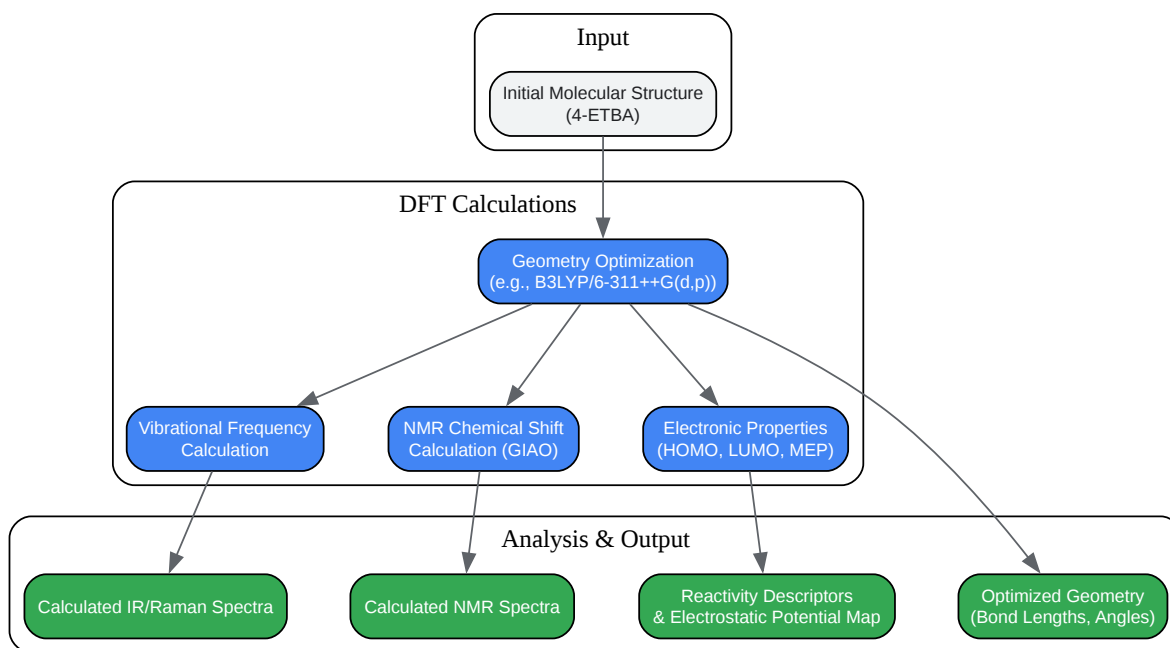 Input
Initial Molecular Structure
(4-ETBA)
DFT Calculations
Geometry Optimization
(e.g., B3LYP/6-311++G(d,p))
Vibrational Frequency
Calculation
NMR Chemical Shift
Calculation (GIAO)
Electronic Properties
(HOMO, LUMO, MEP)
Analysis & Output
Calculated IR/Raman Spectra
Calculated NMR Spectra
Reactivity Descriptors
& Electrostatic Potential Map
Optimized Geometry
(Bond Lengths, Angles)